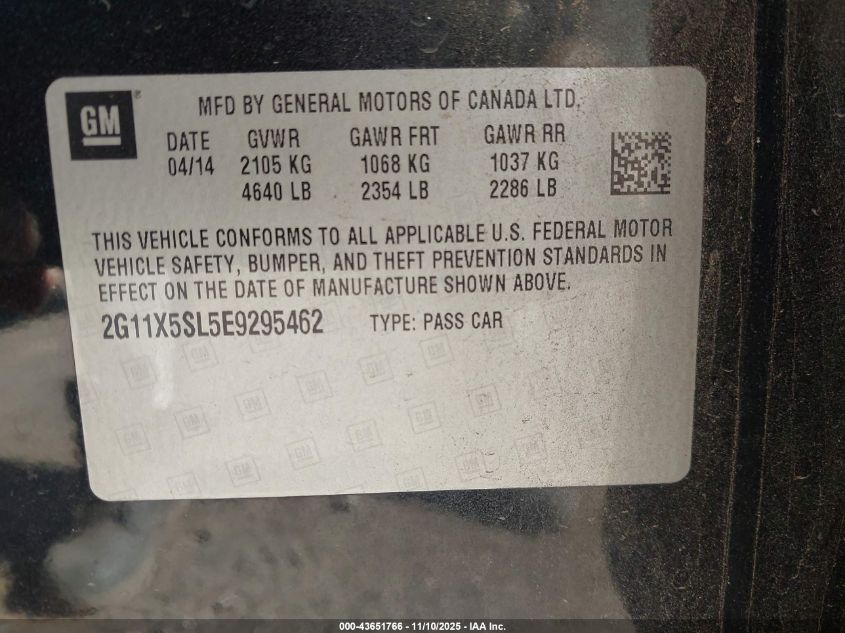 GM
MFD BY GENERAL MOTORS OF CANADA LTD.
DATE GVWR GAWR FRT GAWR RR
04/14 2105 KG 1068 KG 1037 KG
4640 LB 2354 LB 2286 LB
THIS VEHICLE CONFORMS TO ALL APPLICABLE U.S. FEDERAL MOTOR
VEHICLE SAFETY, BUMPER, AND THEFT PREVENTION STANDARDS IN
EFFECT ON THE DATE OF MANUFACTURE SHOWN ABOVE.
2G11X5SL5E9295462 TYPE: PASS CAR
000-43651766 - 11/10/2025 - IAA Inc.